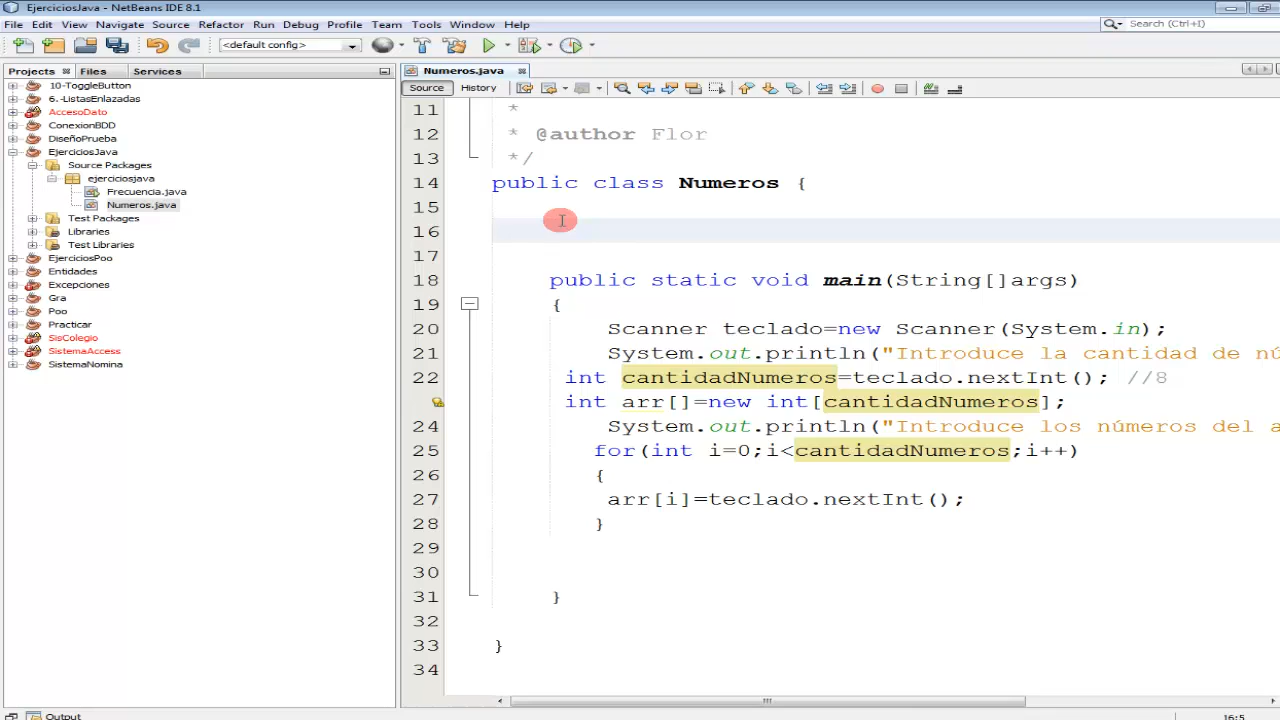 EjerciciosJava - NetBeans IDE 8.1
File Edit View Navigate Source Refactor Run Debug Profile Team Tools Window Help
Search (Ctrl+I)
<default config>
Projects Files Services
Numeros.java
Source History
10-ToggleButton
6.-ListasEnlazadas
AccesoDato
ConexionBDD
DiseñoPrueba
EjerciciosJava
Source Packages
ejerciciosjava
Frecuencia.java
Numeros.java
Test Packages
Libraries
Test Libraries
EjerciciosPoo
Entidades
Excepciones
Gra
Poo
Practicar
SisColegio
SistemaAccess
SistemaNomina
11 *
12 * @author Flor
13 */
14 public class Numeros {
15
16
17
18 public static void main(String[]args)
19 {
20 Scanner teclado=new Scanner(System.in);
21 System.out.println("Introduce la cantidad de nú
22 int cantidadNumeros=teclado.nextInt(); //8
int arr[]=new int[cantidadNumeros];
24 System.out.println("Introduce los números del a
25 for(int i=0;i<cantidadNumeros;i++)
26 {
27 arr[i]=teclado.nextInt();
28 }
29
30
31 }
32
33 }
34
Output
16:5